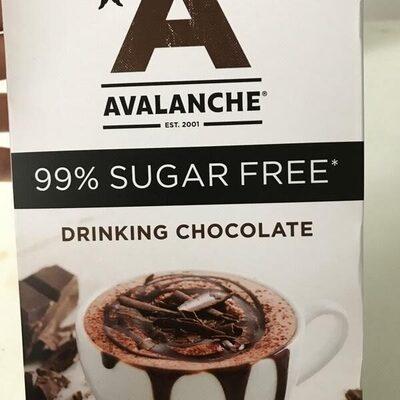 A
AVALANCHE®
EST. 2001
99% SUGAR FREE*
DRINKING CHOCOLATE